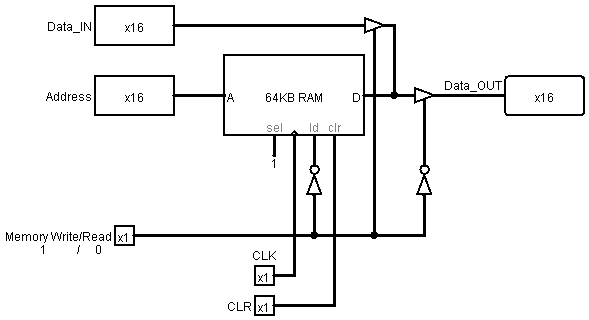 Data_IN x16
Data_OUT
Address x16 A 64KB RAM D x16
sel ld clr
1
Memory Write/Read x1
1 / 0
CLK
x1
CLR x1